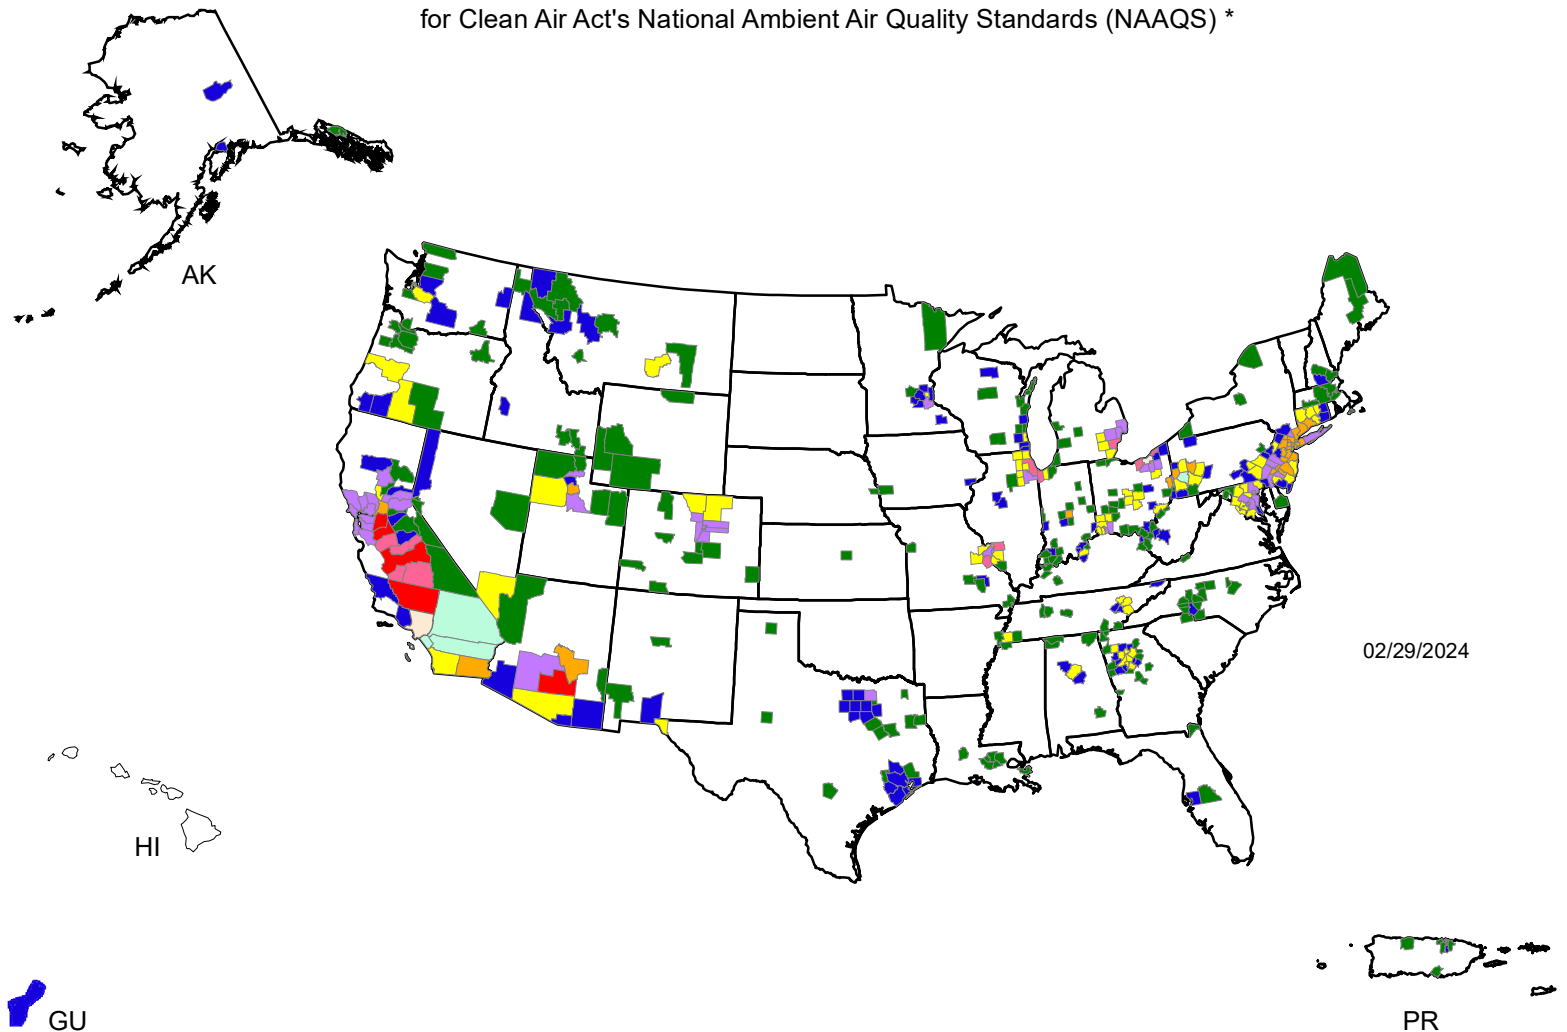 for Clean Air Act's National Ambient Air Quality Standards (NAAQS) *
AK
02/29/2024
HI
GU
PR